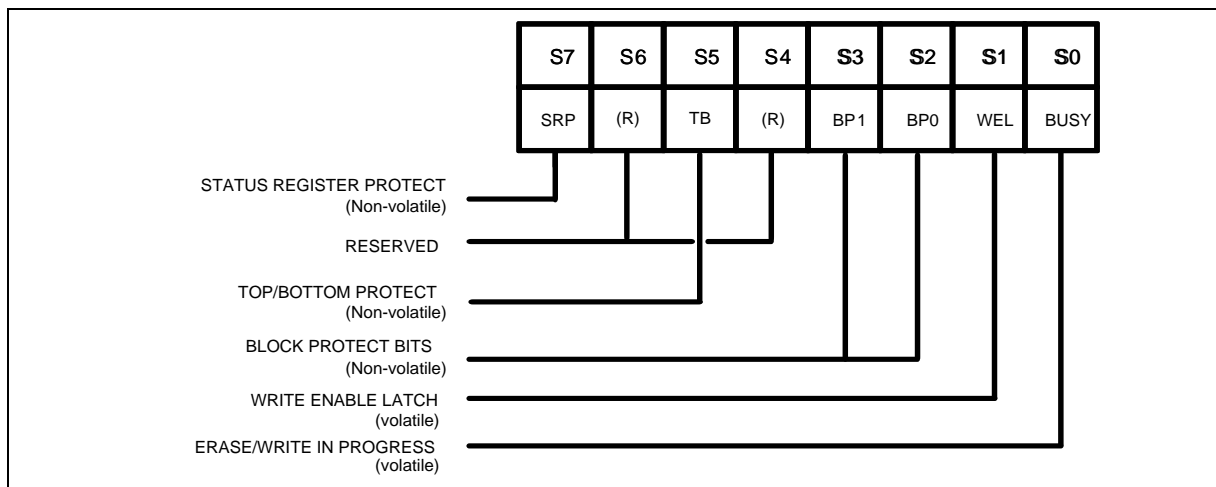 S7 S6 S5 S4 S3 S2 S1 S0
SRP (R) TB (R) BP1 BP0 WEL BUSY
STATUS REGISTER PROTECT
(Non-volatile)
RESERVED
TOP/BOTTOM PROTECT
(Non-volatile)
BLOCK PROTECT BITS
(Non-volatile)
WRITE ENABLE LATCH
(volatile)
ERASE/WRITE IN PROGRESS
(volatile)